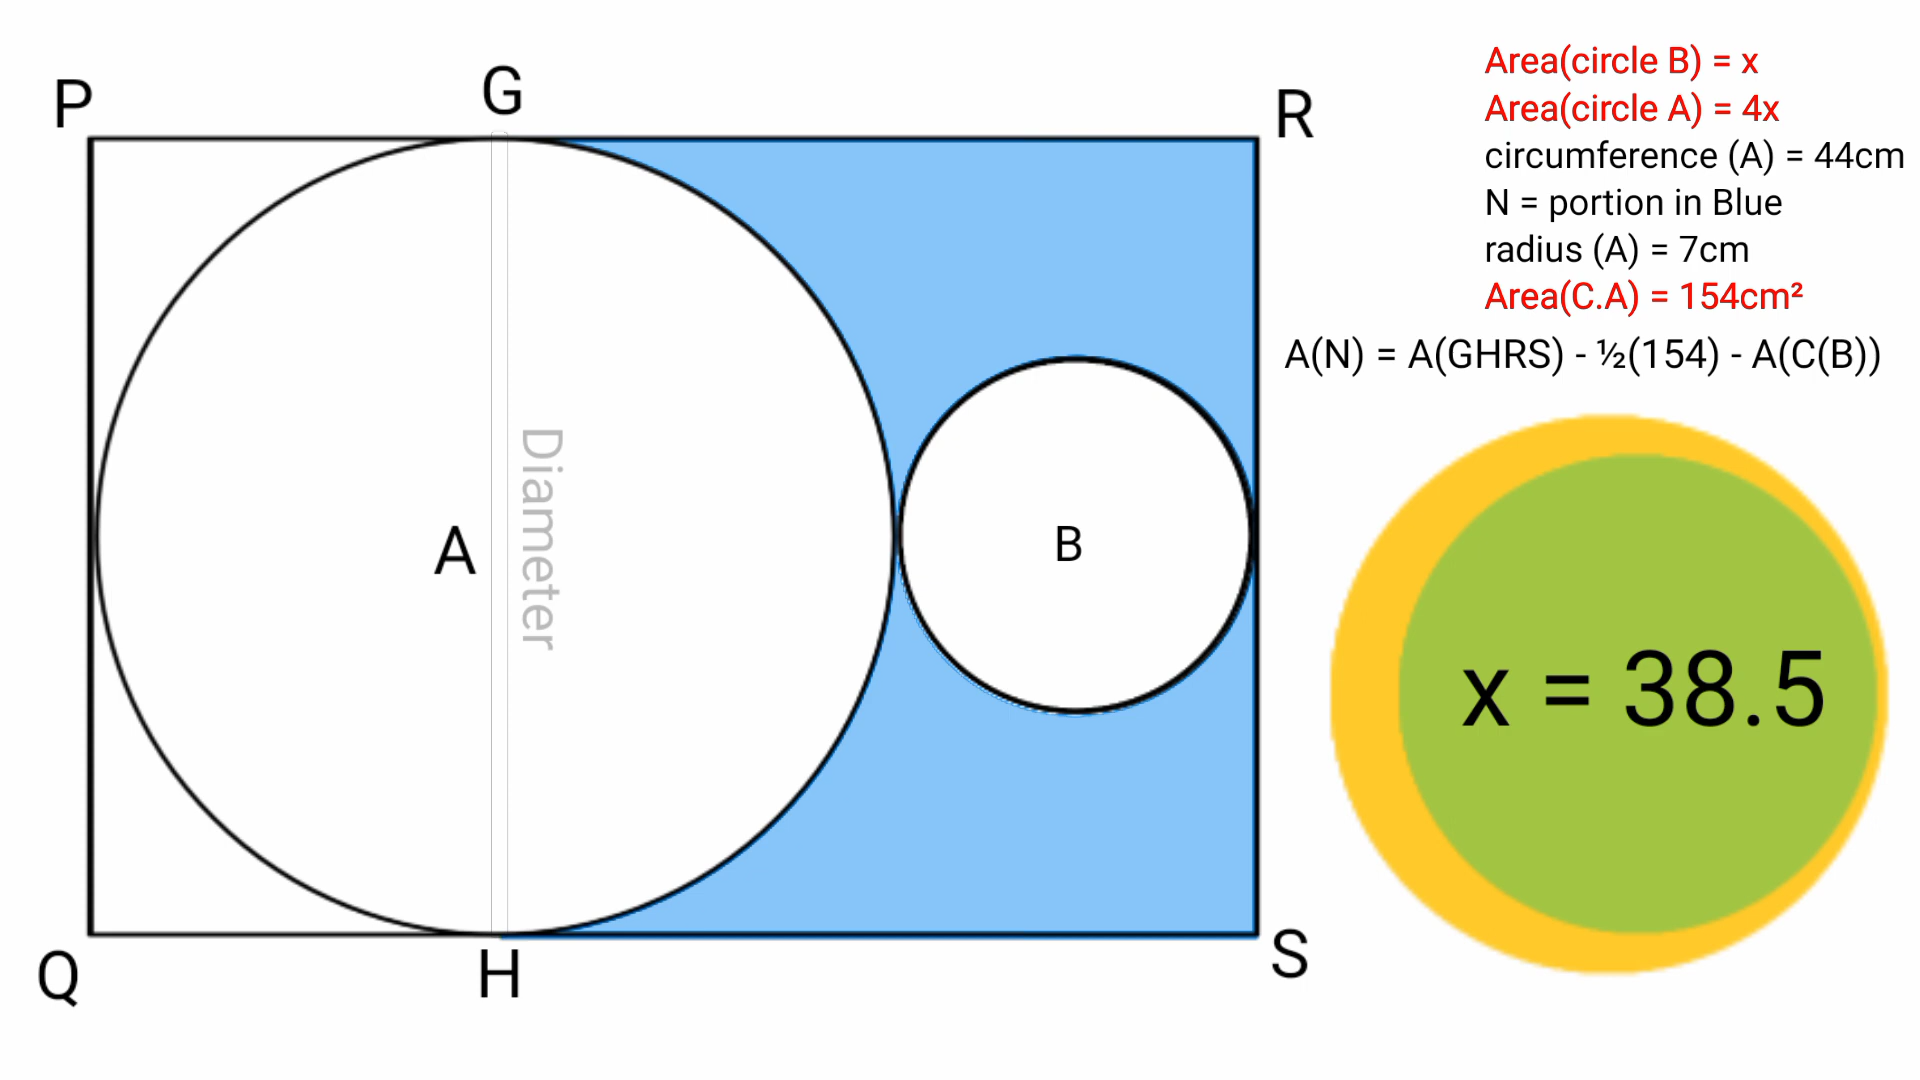 P
G
R
Area(circle B) = x
Area(circle A) = 4x
circumference (A) = 44cm
N = portion in Blue
radius (A) = 7cm
Area(C.A) = 154cm²
A(N) = A(GHRS) - ½(154) - A(C(B))
Diameter
A
B
x = 38.5
Q
H
S